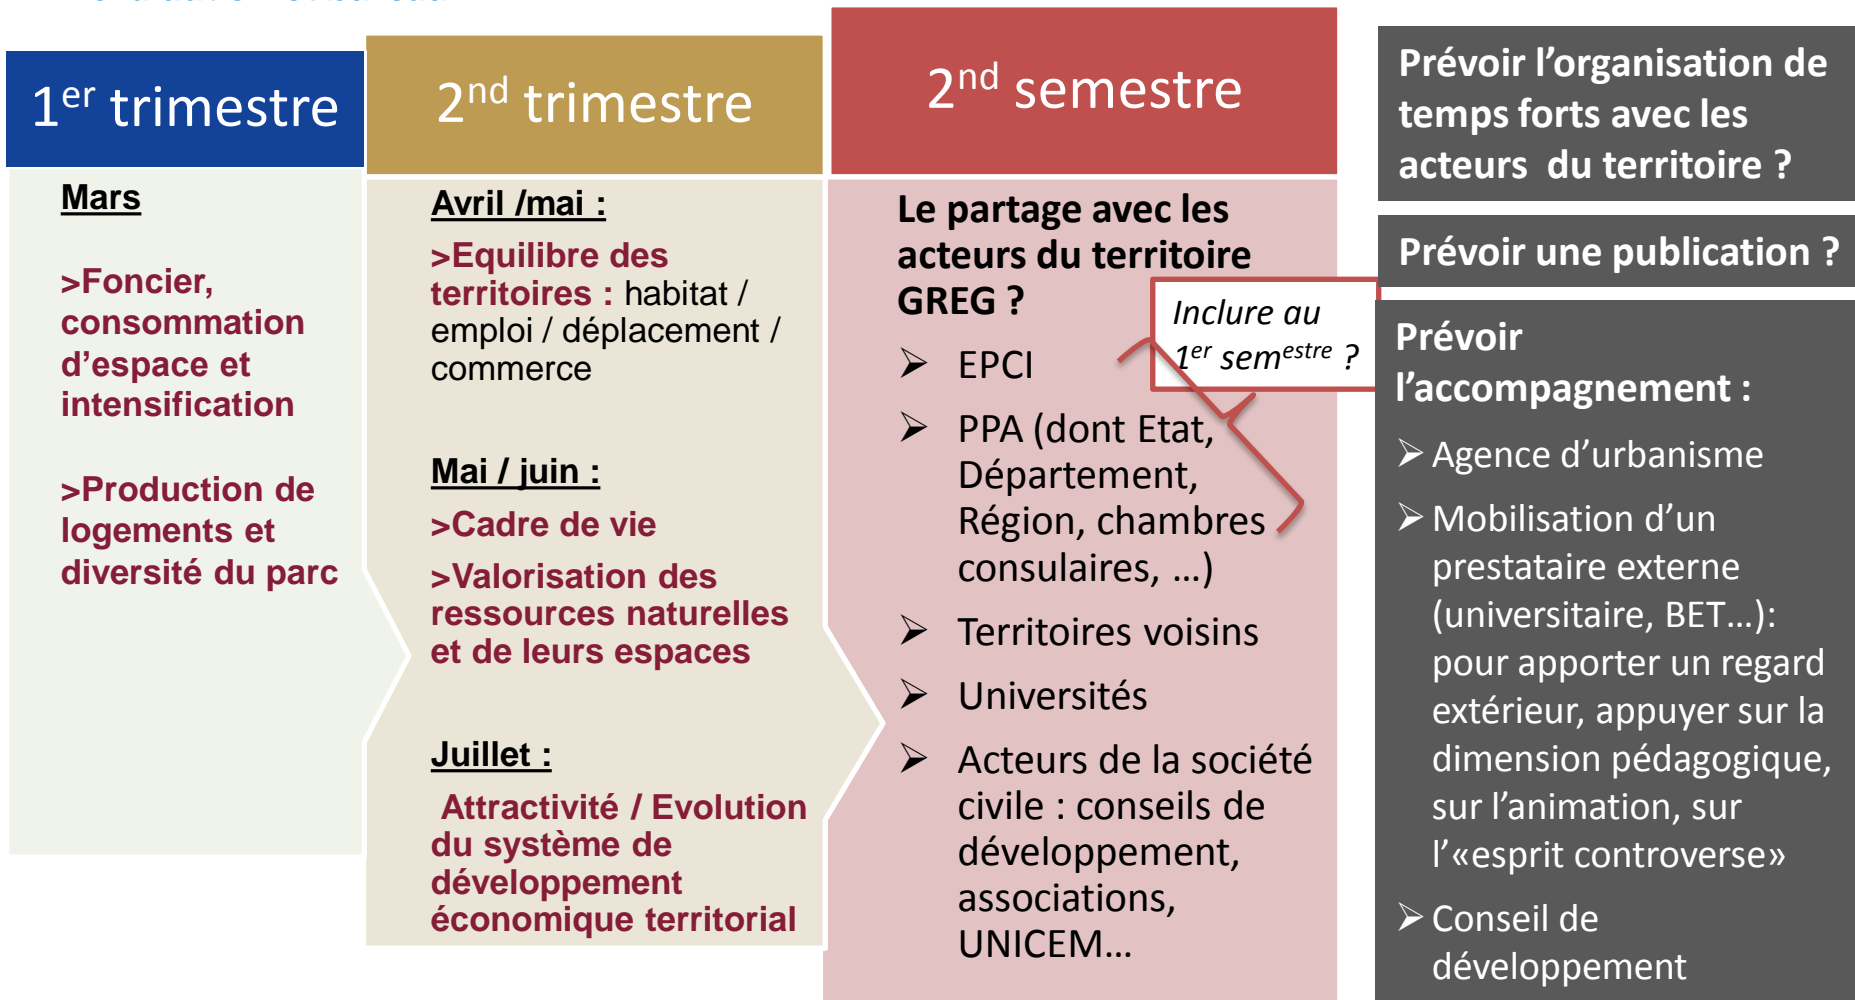 1er trimestre
Mars
>Foncier,
consommation
d’espace et
intensification
>Production de
logements et
diversité du parc
2nd trimestre
Avril /mai :
>Equilibre des
territoires : habitat /
emploi / déplacement /
commerce
Mai / juin :
>Cadre de vie
>Valorisation des
ressources naturelles
et de leurs espaces
Juillet :
Attractivité / Evolution
du système de
développement
économique territorial
2nd semestre
Le partage avec les
acteurs du territoire
GREG ?
➢ EPCI
➢ PPA (dont Etat,
Département,
Région, chambres
consulaires, …)
➢ Territoires voisins
➢ Universités
➢ Acteurs de la société
civile : conseils de
développement,
associations,
UNICEM…
Inclure au
1er semestre ?
Prévoir l’organisation de
temps forts avec les
acteurs  du territoire ?
Prévoir une publication ?
Prévoir
l’accompagnement :
➢ Agence d’urbanisme
➢ Mobilisation d’un
prestataire externe
(universitaire, BET…):
pour apporter un regard
extérieur, appuyer sur la
dimension pédagogique,
sur l’animation, sur
l’«esprit controverse»
➢ Conseil de
développement